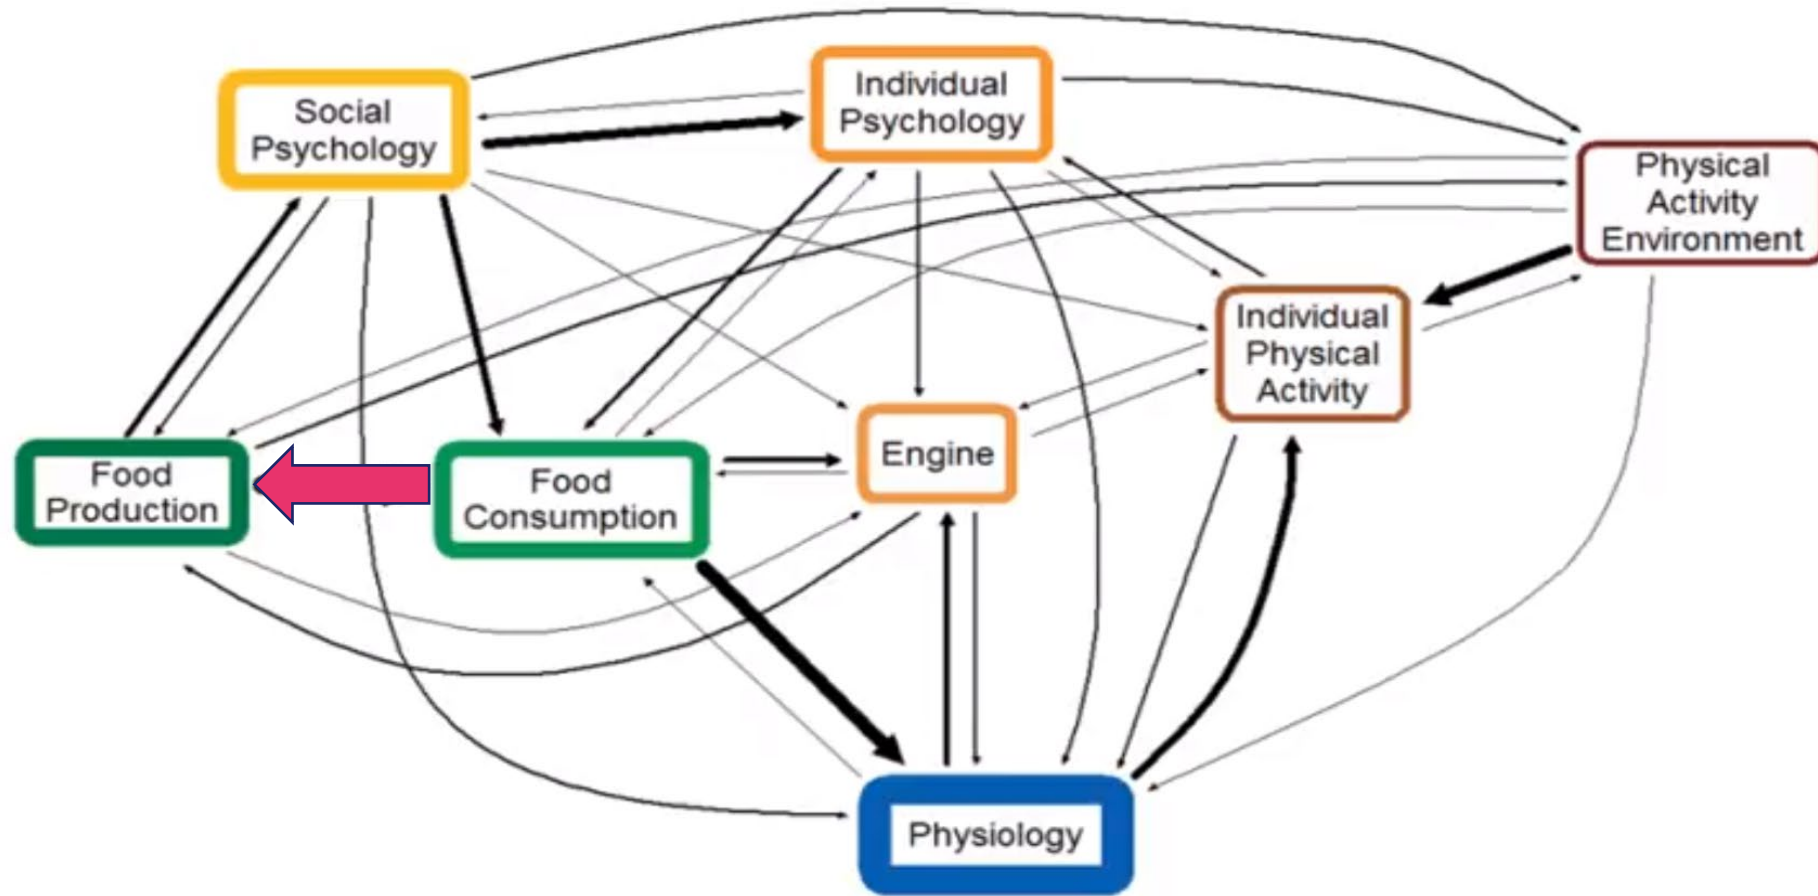 Social
Psychology
Individual
Psychology
Physical
Activity
Environment
Individual
Physical
Activity
Food
Production
Food
Consumption
Engine
Physiology